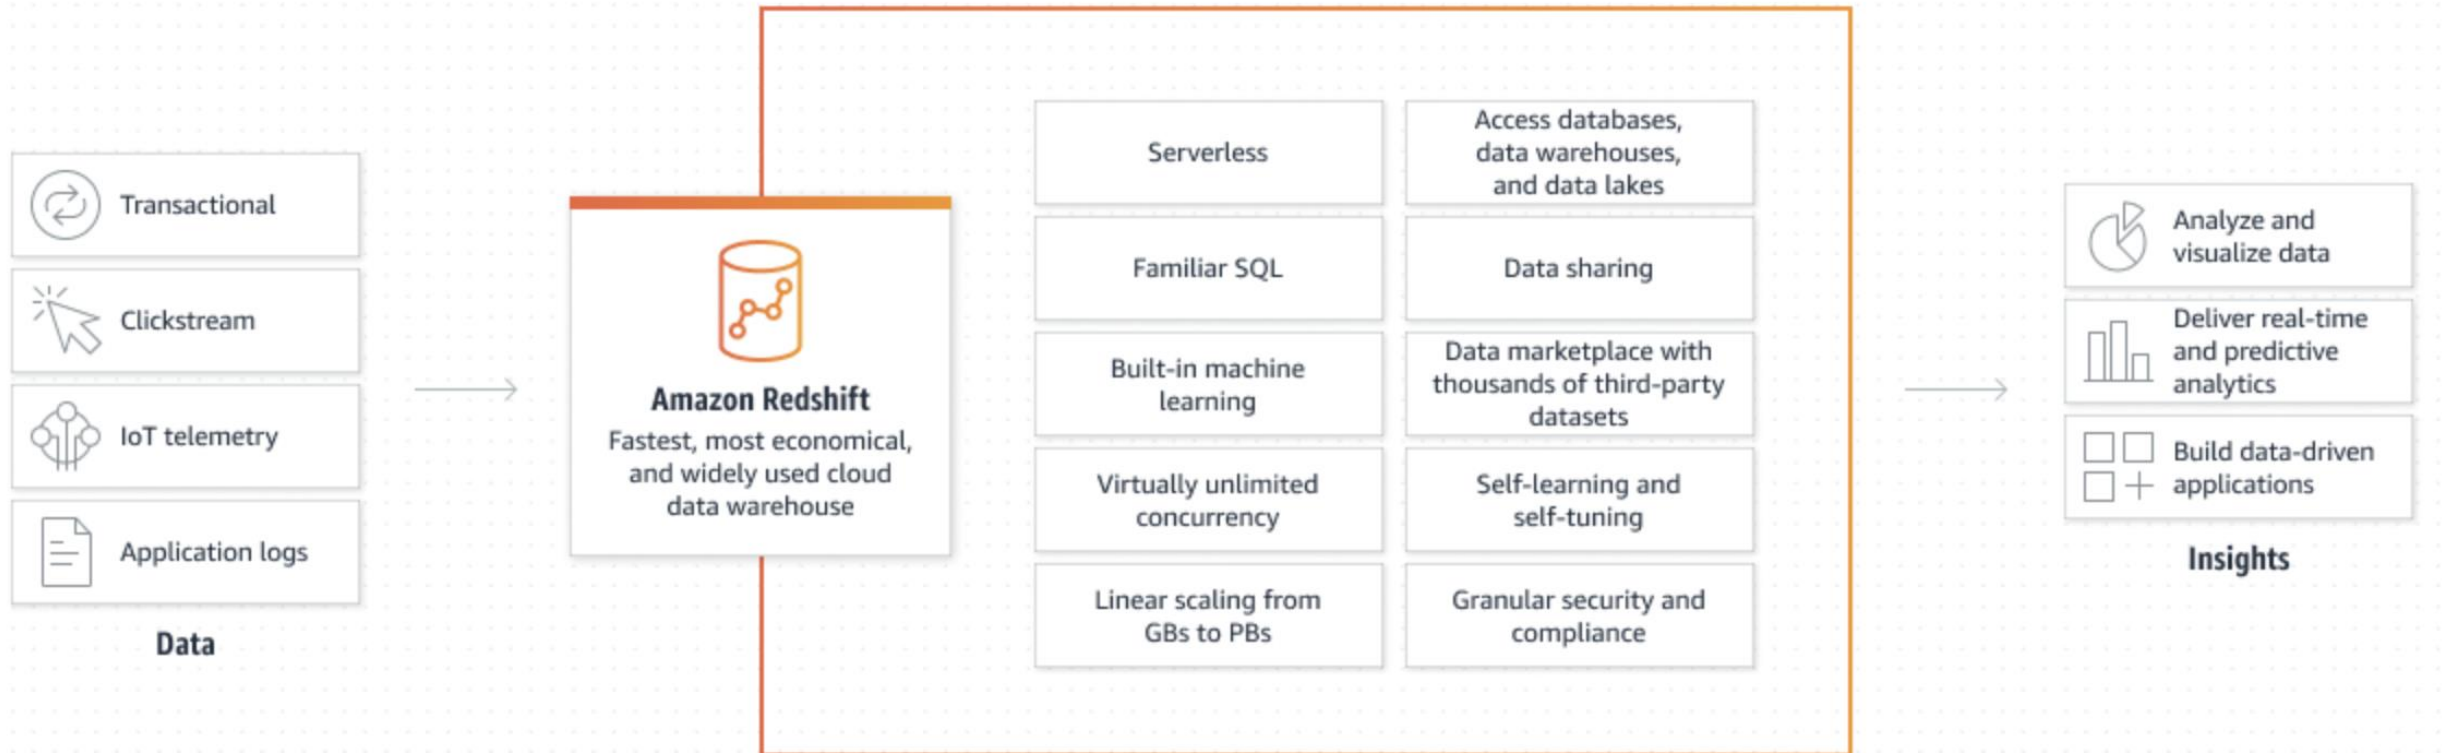 Transactional
Clickstream
IoT telemetry
Application logs
Data
Amazon Redshift
Fastest, most economical,
and widely used cloud
data warehouse
Serverless
Access databases,
data warehouses,
and data lakes
Familiar SQL
Data sharing
Built-in machine
learning
Data marketplace with
thousands of third-party
datasets
Virtually unlimited
concurrency
Self-learning and
self-tuning
Linear scaling from
GBs to PBs
Granular security and
compliance
Analyze and
visualize data
Deliver real-time
and predictive
analytics
Build data-driven
applications
Insights